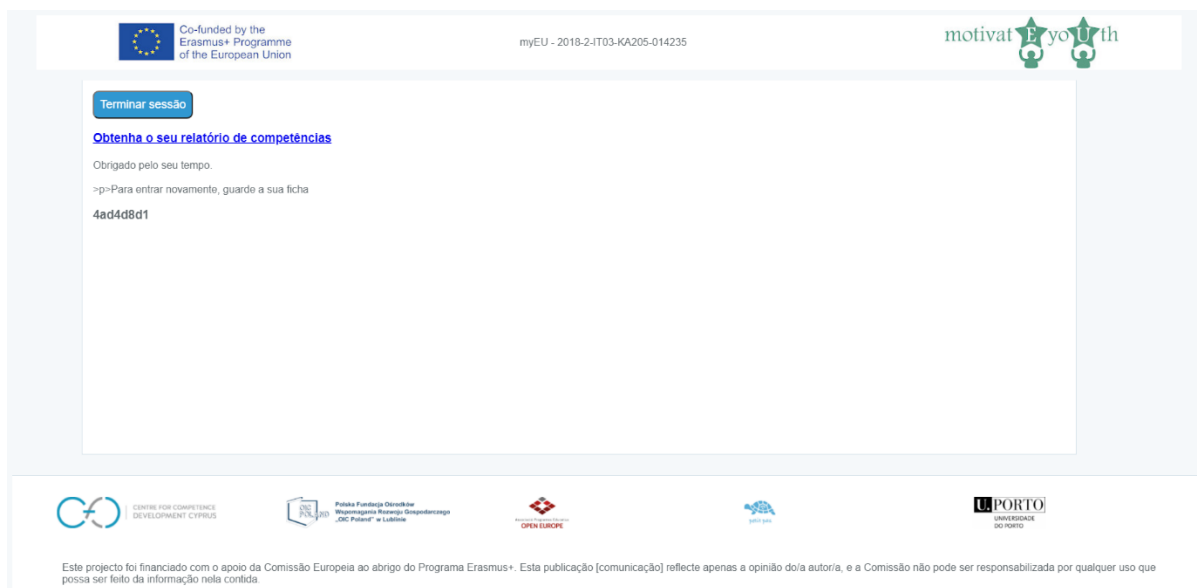 Co-funded by the
Erasmus+ Programme
of the European Union
myEU - 2018-2-IT03-KA205-014235
motivatEyoUth
Terminar sessão
Obtenha o seu relatório de competências
Obrigado pelo seu tempo.
>p>Para entrar novamente, guarde a sua ficha
4ad4d8d1
CENTRE FOR COMPETENCE
DEVELOPMENT CYPRUS
OIC
POLAND
Polska Fundacja Ośrodków
Wspomagania Rozwoju Gospodarczego
„OIC Poland" w Lublinie
OPEN EUROPE
petit pas
U.PORTO
UNIVERSIDADE
DO PORTO
Este projecto foi financiado com o apoio da Comissão Europeia ao abrigo do Programa Erasmus+. Esta publicação [comunicação] reflecte apenas a opinião do/a autor/a, e a Comissão não pode ser responsabilizada por qualquer uso que
possa ser feito da informação nela contida.